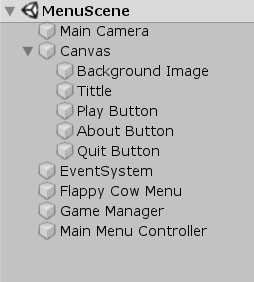 MenuScene
Main Camera
Canvas
Background Image
Tittle
Play Button
About Button
Quit Button
EventSystem
Flappy Cow Menu
Game Manager
Main Menu Controller